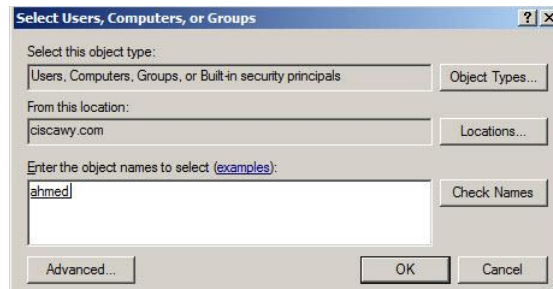 Select Users, Computers, or Groups
Select this object type:
Users, Computers, Groups, or Built-in security principals
Object Types...
From this location:
ciscawy.com
Locations...
Enter the object names to select (examples):
ahmed
Check Names
Advanced...
OK
Cancel